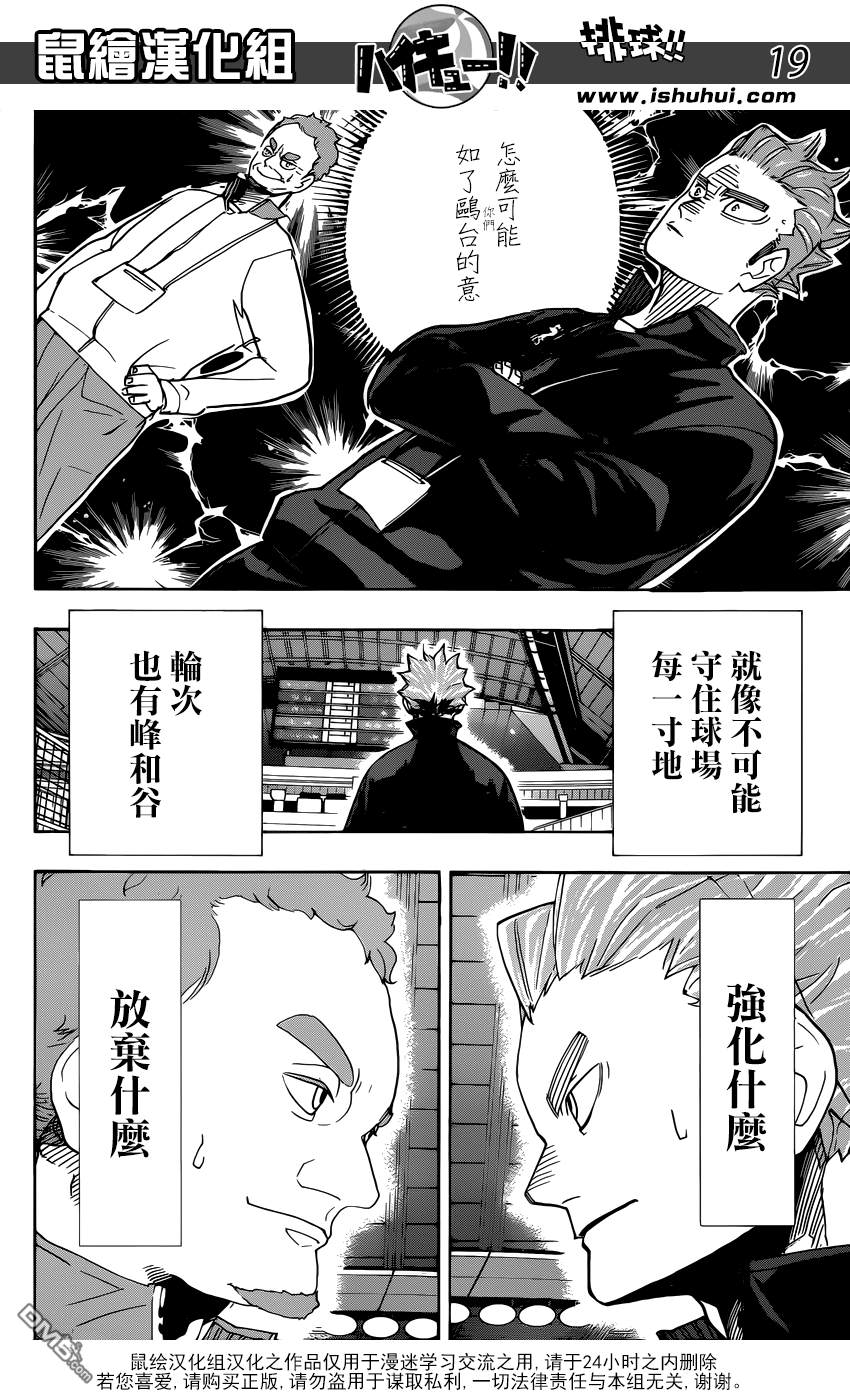 鼠繪漢化組
ハイキュー!!
排球!!
19
www.ishuhui.com
怎麼可能
如了鷗台的意
你們
就像不可能
守住球場
每一寸地
輪次
也有峰和谷
強化什麼
放棄什麼
鼠绘汉化组汉化之作品仅用于漫迷学习交流之用, 请于24小时之内删除
若您喜爱, 请购买正版, 请勿盗用于谋取私利, 一切法律责任与本组无关, 谢谢。
漫画
DM5.com